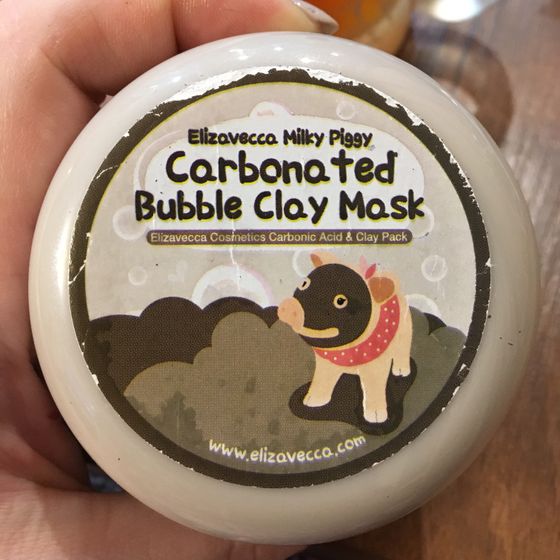 Elizavecca Milky Piggy
Carbonated
Bubble Clay Mask
Elizavecca Cosmetics Carbonic Acid & Clay Pack
www.elizavecca.com